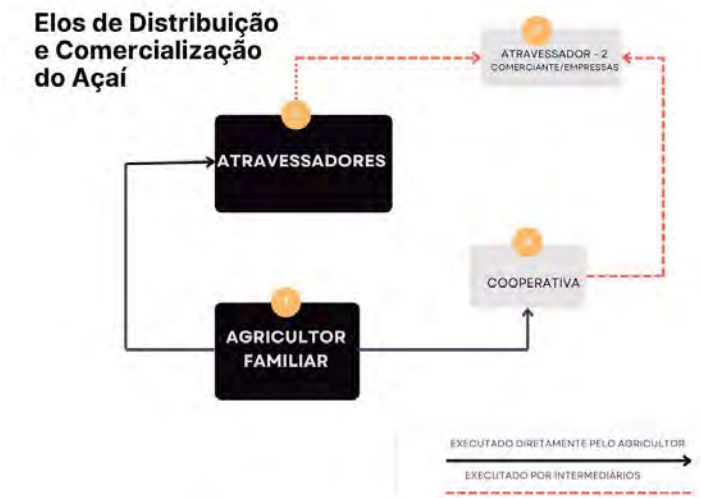 Elos de Distribuição
e Comercialização
do Açaí
ATRAVESSADOR - 2
COMERCIANTE/EMPRESSAS
ATRAVESSADORES
COOPERATIVA
1
AGRICULTOR
FAMILIAR
EXECUTADO DIRETAMENTE PELO AGRICULTOR
EXECUTADO POR INTERMEDIÁRIOS